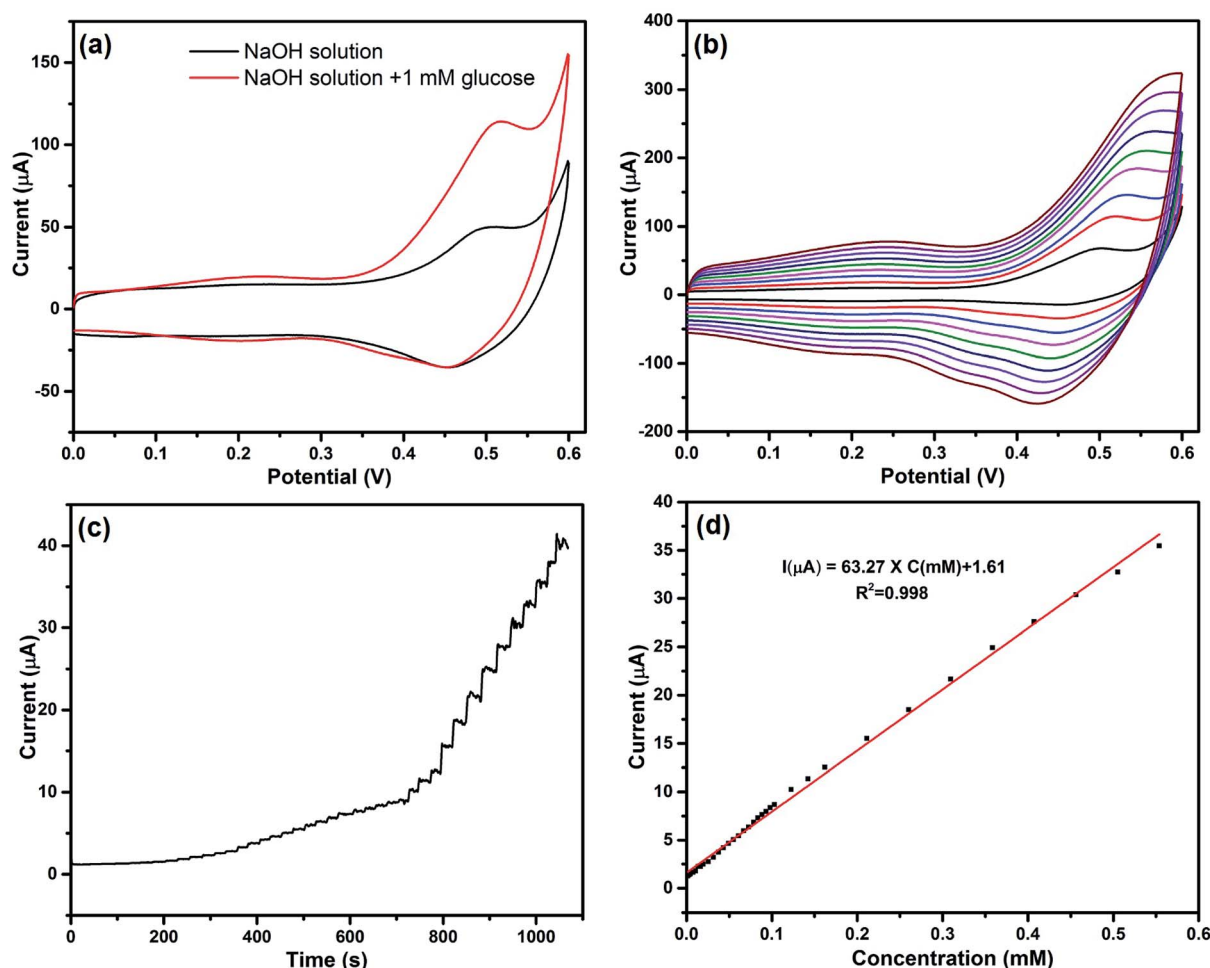 (a)
NaOH solution
NaOH solution +1 mM glucose
150
100
50
0
-50
Current (μA)
0.0 0.1 0.2 0.3 0.4 0.5 0.6
Potential (V)
(b)
400
300
200
100
0
-100
-200
Current (μA)
0.0 0.1 0.2 0.3 0.4 0.5 0.6
Potential (V)
(c)
40
30
20
10
0
Current (μA)
0 200 400 600 800 1000
Time (s)
(d)
I(μA) = 63.27 X C(mM)+1.61
R²=0.998
40
35
30
25
20
15
10
5
0
Current (μA)
0.0 0.1 0.2 0.3 0.4 0.5 0.6
Concentration (mM)